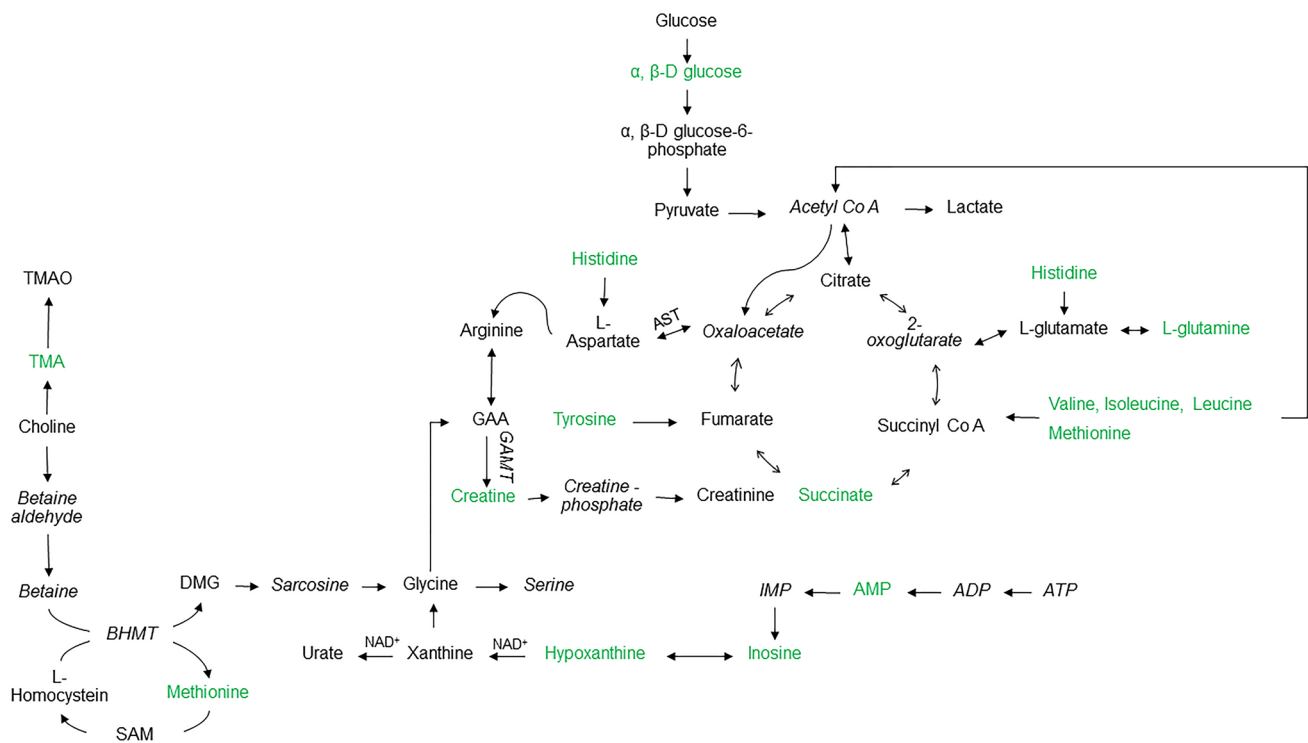 Glucose
α, β-D glucose
α, β-D glucose-6-
phosphate
Pyruvate
Acetyl Co A
Lactate
Histidine
Citrate
Histidine
TMAO
Arginine
L-
Aspartate
AST
Oxaloacetate
2-
oxoglutarate
L-glutamate
L-glutamine
TMA
Choline
GAA
GAMT
Tyrosine
Fumarate
Succinyl Co A
Valine, Isoleucine, Leucine
Methionine
Betaine
aldehyde
Creatine
Creatine -
phosphate
Creatinine
Succinate
Betaine
DMG
Sarcosine
Glycine
Serine
IMP
AMP
ADP
ATP
BHMT
Urate
NAD+
Xanthine
NAD+
Hypoxanthine
Inosine
L-
Homocystein
Methionine
SAM